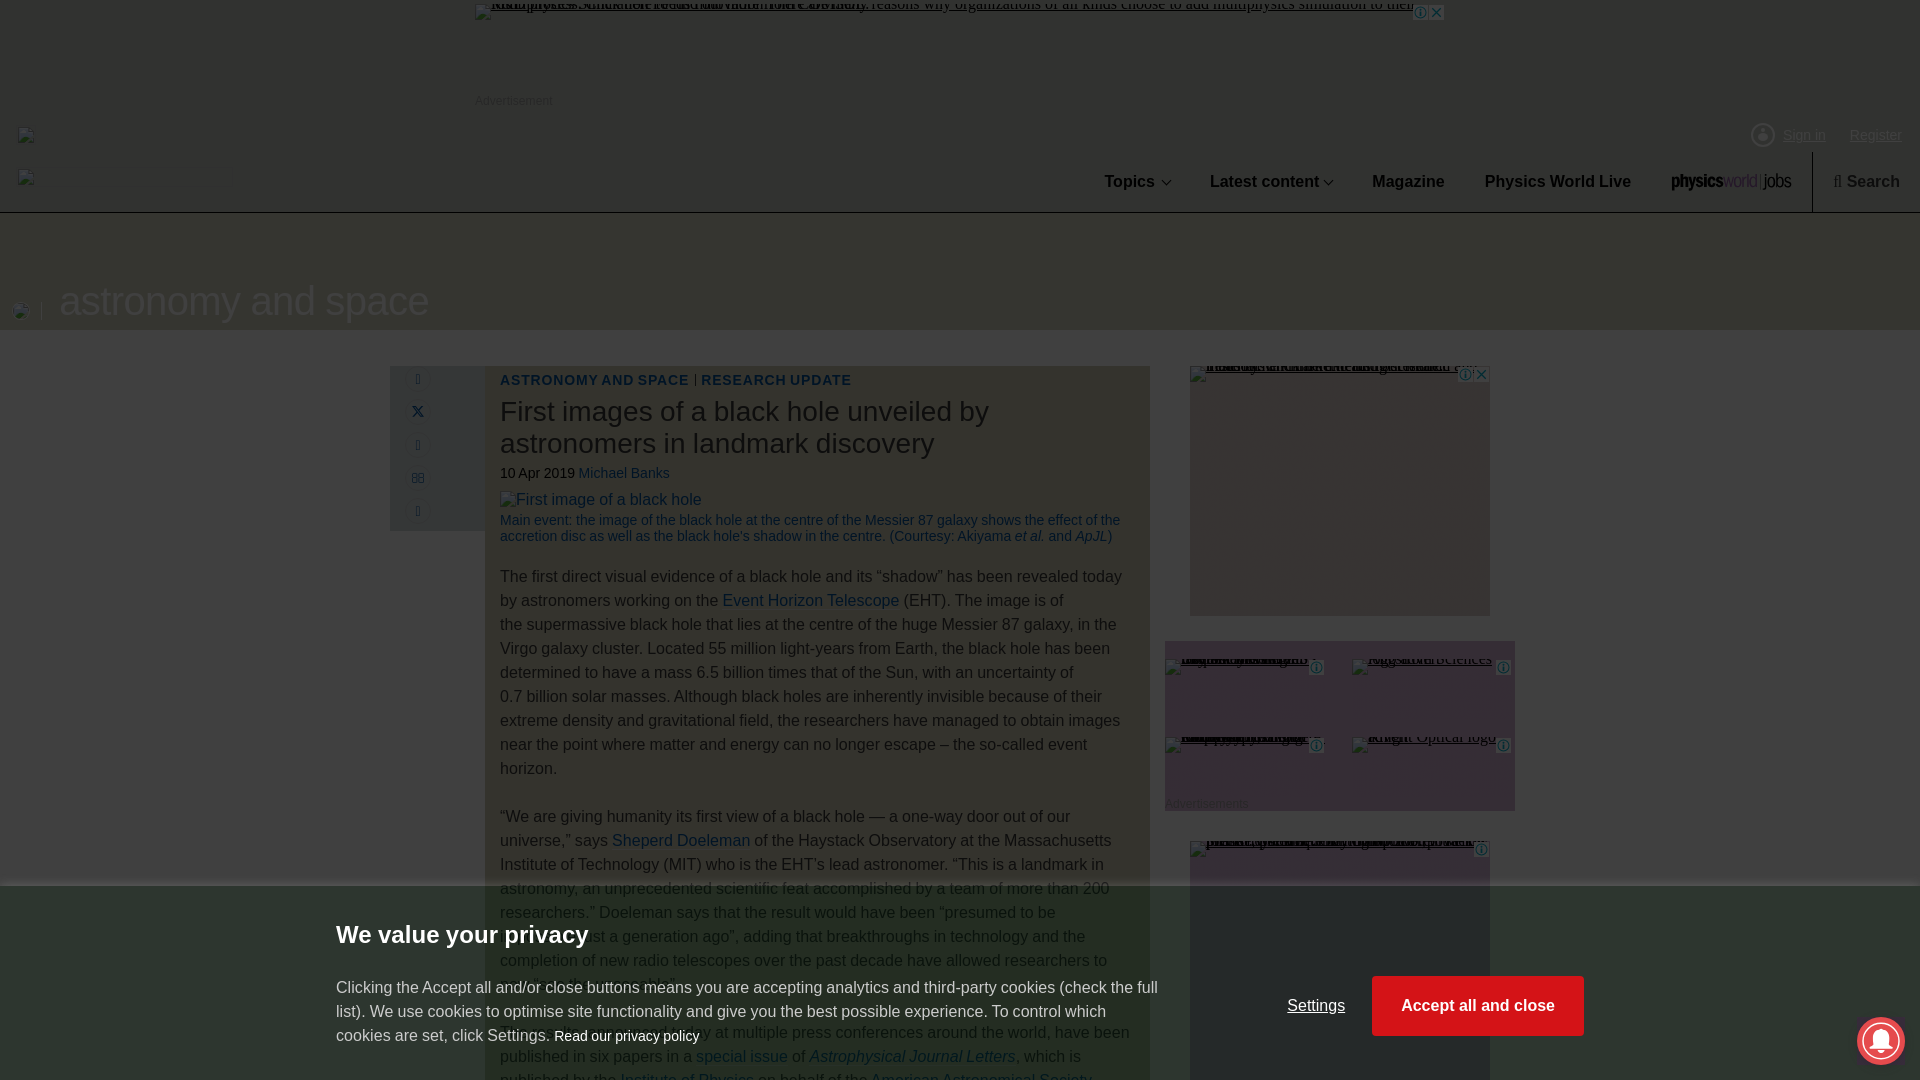 Advertisement
Sign in Register
Topics Latest content Magazine Physics World Live physicsworld|jobs Search
astronomy and space
ASTRONOMY AND SPACE | RESEARCH UPDATE
First images of a black hole unveiled by
astronomers in landmark discovery
10 Apr 2019 Michael Banks
First image of a black hole
Main event: the image of the black hole at the centre of the Messier 87 galaxy shows the effect of the
accretion disc as well as the black hole's shadow in the centre. (Courtesy: Akiyama et al. and ApJL)
The first direct visual evidence of a black hole and its “shadow” has been revealed today
by astronomers working on the Event Horizon Telescope (EHT). The image is of
the supermassive black hole that lies at the centre of the huge Messier 87 galaxy, in the
Virgo galaxy cluster. Located 55 million light-years from Earth, the black hole has been
determined to have a mass 6.5 billion times that of the Sun, with an uncertainty of
0.7 billion solar masses. Although black holes are inherently invisible because of their
extreme density and gravitational field, the researchers have managed to obtain images
near the point where matter and energy can no longer escape – the so-called event
horizon.
“We are giving humanity its first view of a black hole — a one-way door out of our
universe,” says Sheperd Doeleman of the Haystack Observatory at the Massachusetts
Institute of Technology (MIT) who is the EHT’s lead astronomer. “This is a landmark in
astronomy, an unprecedented scientific feat accomplished by a team of more than 200
researchers.” Doeleman says that the result would have been “presumed to be
just a generation ago”, adding that breakthroughs in technology and the
completion of new radio telescopes over the past decade have allowed researchers to
today at multiple press conferences around the world, have been
published in six papers in a special issue of Astrophysical Journal Letters, which is
published by the Institute of Physics on behalf of the American Astronomical Society
Advertisements
We value your privacy
Clicking the Accept all and/or close buttons means you are accepting analytics and third-party cookies (check the full
list). We use cookies to optimise site functionality and give you the best possible experience. To control which
cookies are set, click Settings. Read our privacy policy
Settings
Accept all and close